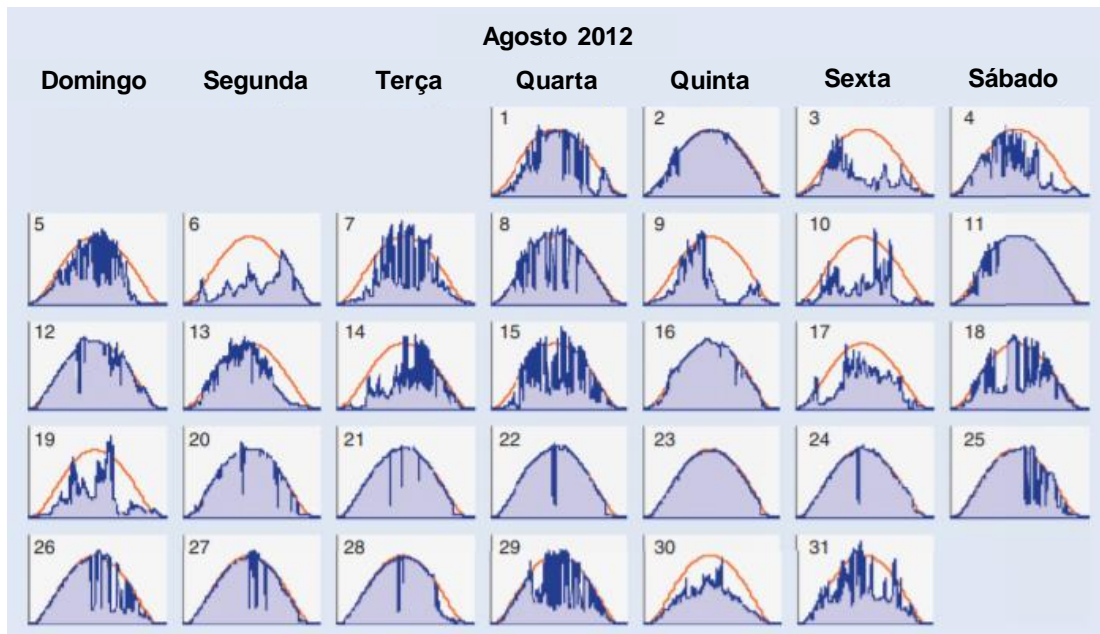 Agosto 2012
Domingo Segunda Terça Quarta Quinta Sexta Sábado
1 2 3 4
5 6 7 8 9 10 11
12 13 14 15 16 17 18
19 20 21 22 23 24 25
26 27 28 29 30 31